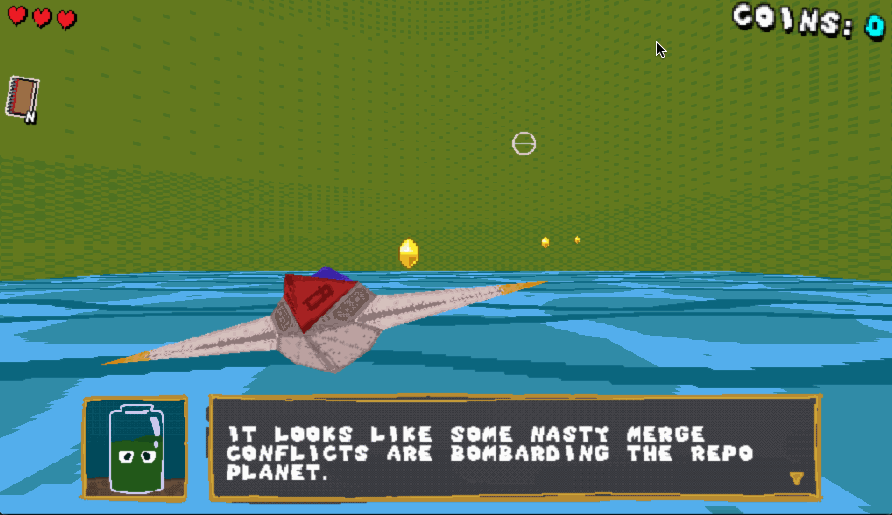 COINS: 0
N
IT LOOKS LIKE SOME NASTY MERGE
CONFLICTS ARE BOMBARDING THE REPO
PLANET.